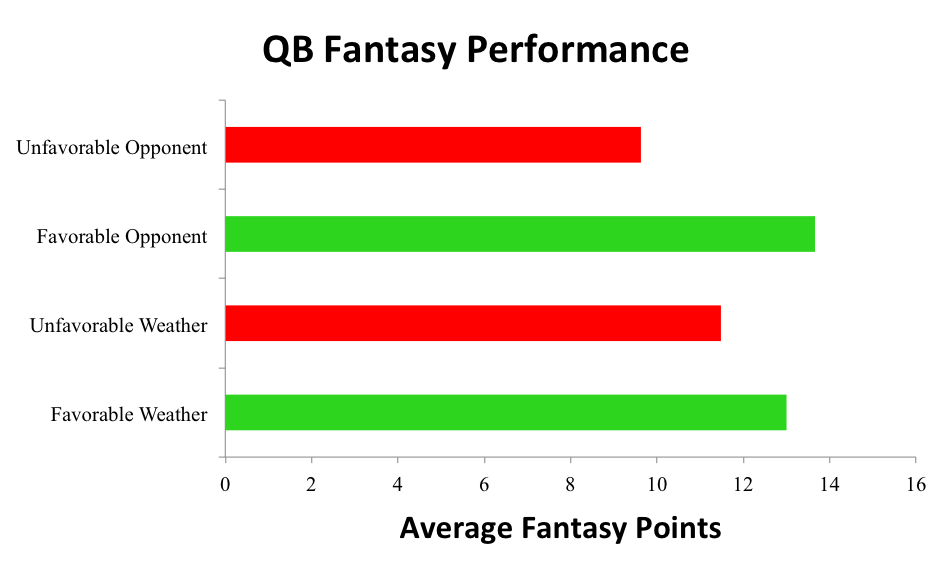 QB Fantasy Performance
Unfavorable Opponent
Favorable Opponent
Unfavorable Weather
Favorable Weather
0 2 4 6 8 10 12 14 16
Average Fantasy Points